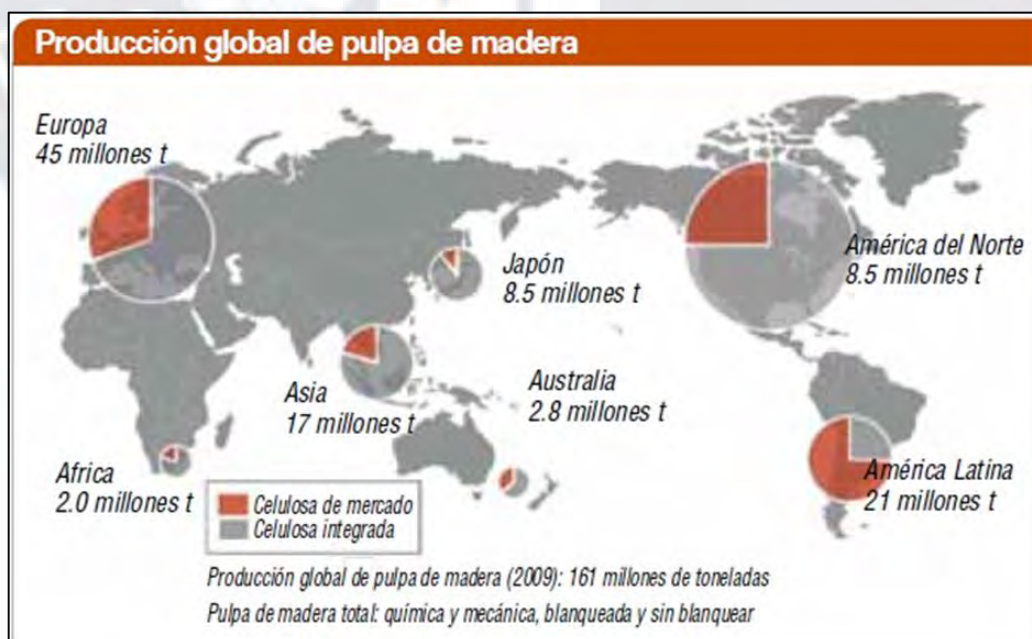 Producción global de pulpa de madera
Europa
45 millones t
Japón
8.5 millones t
América del Norte
8.5 millones t
Asia
17 millones t
Australia
2.8 millones t
Africa
2.0 millones t
América Latina
21 millones t
Celulosa de mercado
Celulosa integrada
Producción global de pulpa de madera (2009): 161 millones de toneladas
Pulpa de madera total: química y mecánica, blanqueada y sin blanquear